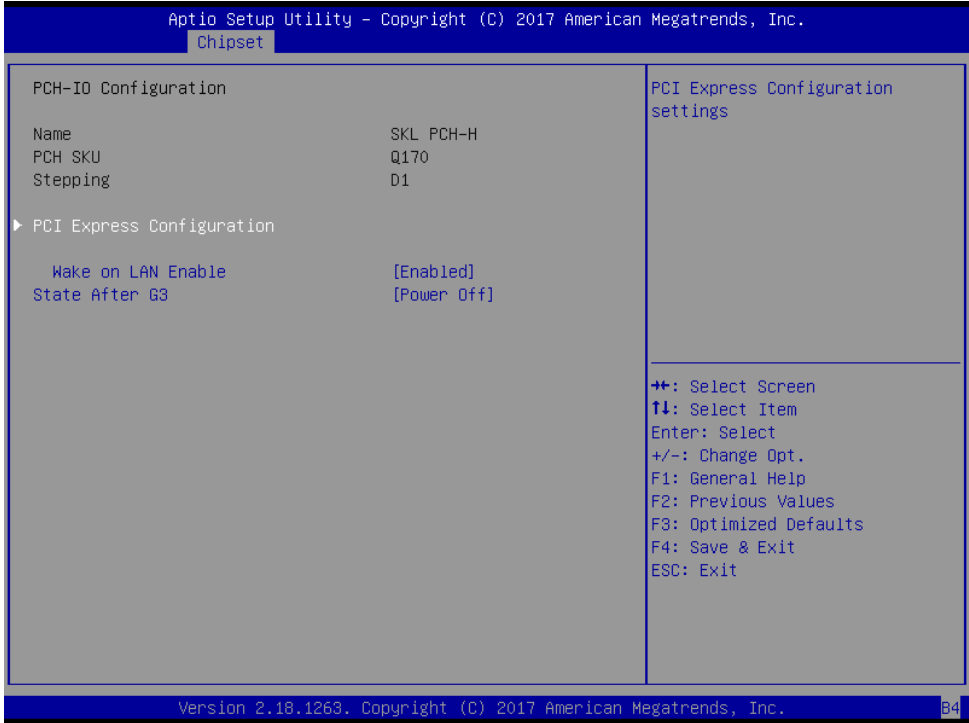 Aptio Setup Utility – Copyright (C) 2017 American Megatrends, Inc.
Chipset
PCH-IO Configuration
Name SKL PCH-H
PCH SKU Q170
Stepping D1
PCI Express Configuration
Wake on LAN Enable [Enabled]
State After G3 [Power Off]
PCI Express Configuration
settings
→←: Select Screen
↑↓: Select Item
Enter: Select
+/-: Change Opt.
F1: General Help
F2: Previous Values
F3: Optimized Defaults
F4: Save & Exit
ESC: Exit
Version 2.18.1263. Copyright (C) 2017 American Megatrends, Inc.
B4